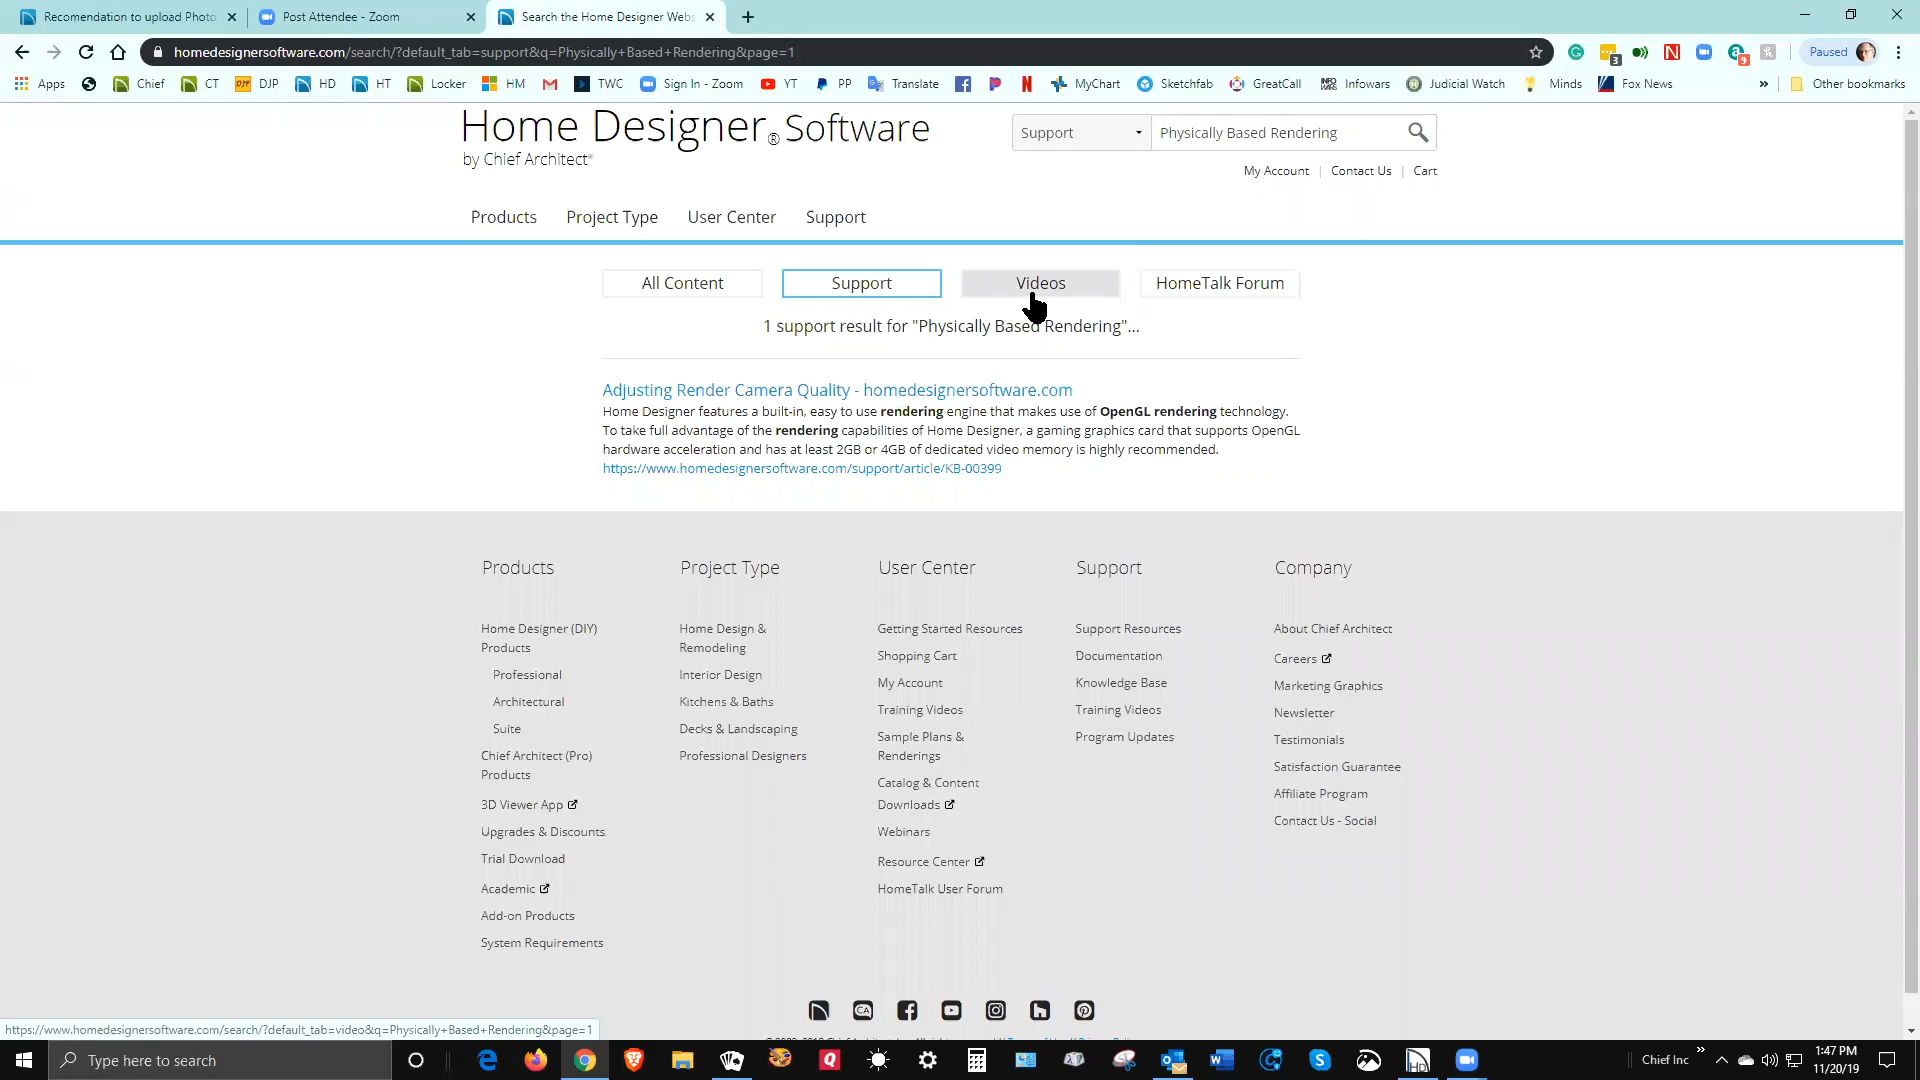 Recomendation to upload Photo
Post Attendee - Zoom
Search the Home Designer Webs
homedesignersoftware.com/search/?default_tab=support&q=Physically+Based+Rendering&page=1
3
9
Paused
Apps
Chief
CT
DJP
HD
HT
Locker
HM
TWC
Sign In - Zoom
YT
PP
Translate
MyChart
Sketchfab
GreatCall
Infowars
Judicial Watch
Minds
Fox News
»
Other bookmarks
Home Designer® Software
by Chief Architect®
Support
Physically Based Rendering
My Account | Contact Us | Cart
Products
Project Type
User Center
Support
All Content
Support
Videos
HomeTalk Forum
1 support result for "Physically Based Rendering"...
Adjusting Render Camera Quality - homedesignersoftware.com
Home Designer features a built-in, easy to use rendering engine that makes use of OpenGL rendering technology.
To take full advantage of the rendering capabilities of Home Designer, a gaming graphics card that supports OpenGL
hardware acceleration and has at least 2GB or 4GB of dedicated video memory is highly recommended.
https://www.homedesignersoftware.com/support/article/KB-00399
Products
Home Designer (DIY)
Products
Professional
Architectural
Suite
Chief Architect (Pro)
Products
3D Viewer App
Upgrades & Discounts
Trial Download
Academic
Add-on Products
System Requirements
Project Type
Home Design &
Remodeling
Interior Design
Kitchens & Baths
Decks & Landscaping
Professional Designers
User Center
Getting Started Resources
Shopping Cart
My Account
Training Videos
Sample Plans &
Renderings
Catalog & Content
Downloads
Webinars
Resource Center
HomeTalk User Forum
Support
Support Resources
Documentation
Knowledge Base
Training Videos
Program Updates
Company
About Chief Architect
Careers
Marketing Graphics
Newsletter
Testimonials
Satisfaction Guarantee
Affiliate Program
Contact Us - Social
https://www.homedesignersoftware.com/search/?default_tab=video&q=Physically+Based+Rendering&page=1
Type here to search
Chief Inc
»
1:47 PM
11/20/19